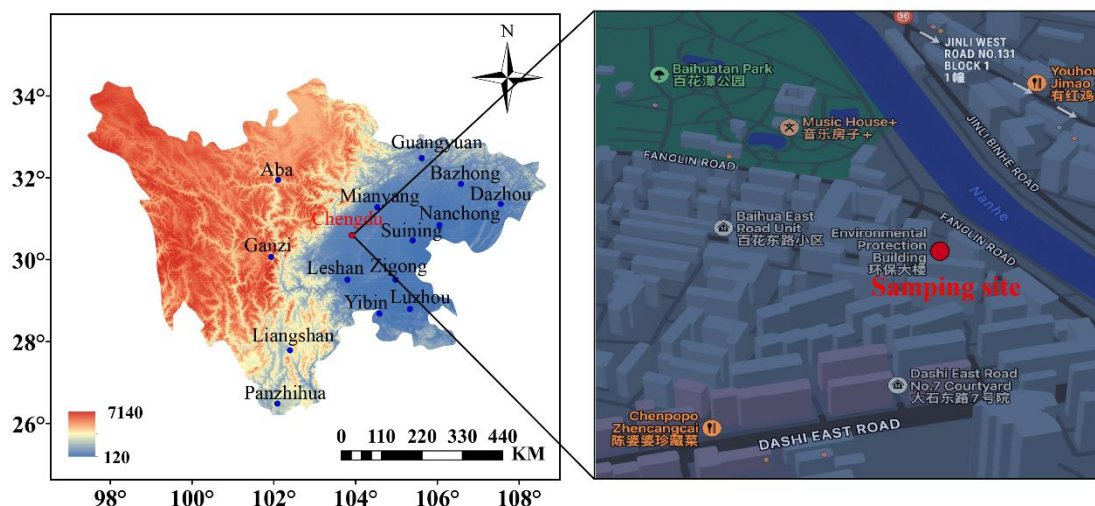 N
34°
32°
30°
28°
26°
98°
100°
102°
104°
106°
108°
Guangyuan
Aba
Bazhong
Mianyang
Dazhou
Chengdu
Nanchong
Suining
Ganzi
Leshan
Zigong
Yibin
Luzhou
Liangshan
Panzhihua
7140
120
0 110 220 330 440
KM
JINLI WEST
ROAD NO.131
BLOCK 1
1幢
Baihuatan Park
百花潭公园
Youhor
Jimao
有红鸡
Music House+
音乐房子+
JINLI BINHE ROAD
FANGLIN ROAD
Nanhe
Baihua East
Road Unit
百花东路小区
FANGLIN ROAD
Environmental
Protection
Building
环保大楼
Samping site
Dashi East Road
No.7 Courtyard
大石东路7号院
Chenpopo
Zhencangcai
陈婆婆珍藏菜
DASHI EAST ROAD